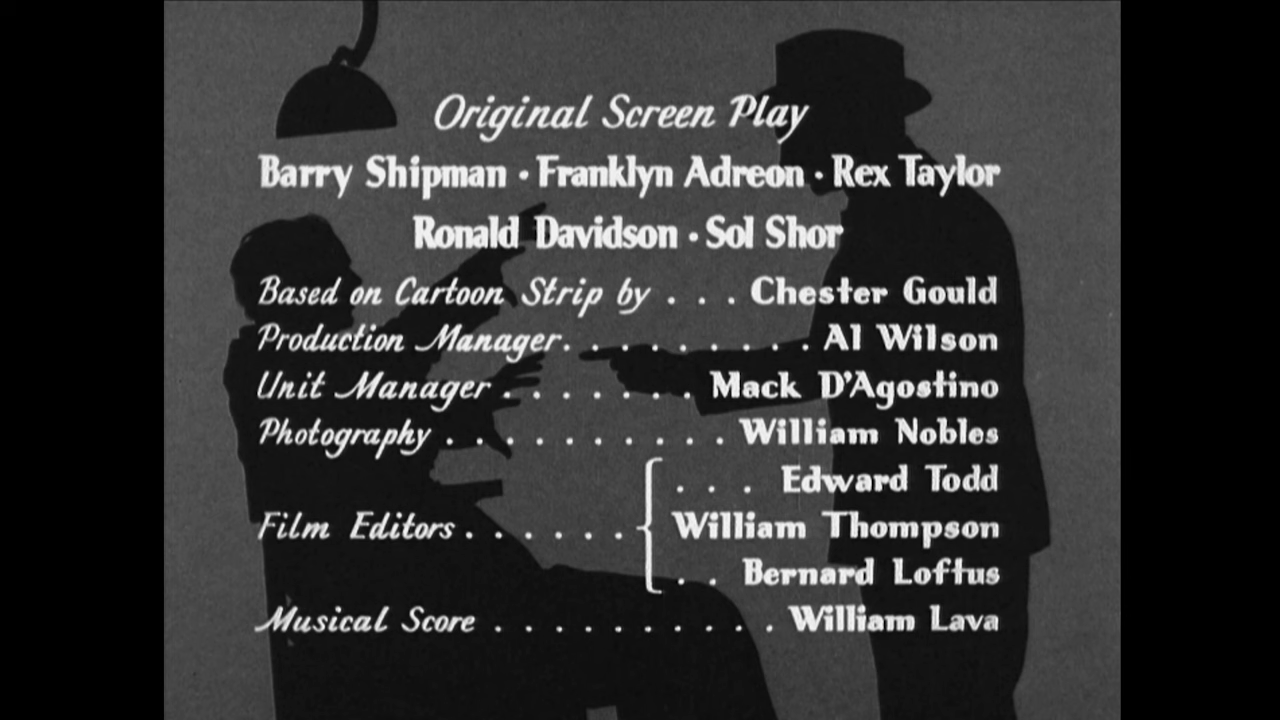 Original Screen Play
Barry Shipman · Franklyn Adreon · Rex Taylor
Ronald Davidson · Sol Shor
Based on Cartoon Strip by . . . Chester Gould
Production Manager. . . . . . . . . Al Wilson
Unit Manager . . . . . . . Mack D'Agostino
Photography . . . . . . . . . . William Nobles
. . . Edward Todd
Film Editors . . . . . . William Thompson
. . Bernard Loftus
Musical Score . . . . . . . . . . William Lava